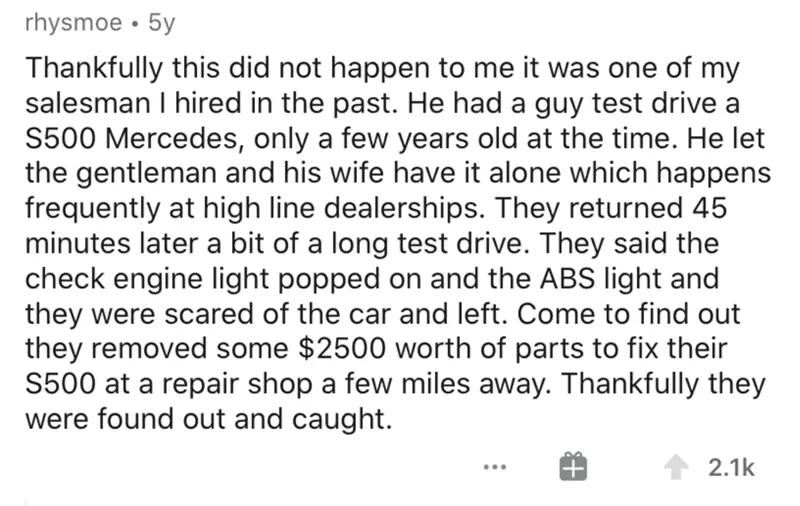 rhysmoe • 5y
Thankfully this did not happen to me it was one of my
salesman I hired in the past. He had a guy test drive a
S500 Mercedes, only a few years old at the time. He let
the gentleman and his wife have it alone which happens
frequently at high line dealerships. They returned 45
minutes later a bit of a long test drive. They said the
check engine light popped on and the ABS light and
they were scared of the car and left. Come to find out
they removed some $2500 worth of parts to fix their
S500 at a repair shop a few miles away. Thankfully they
were found out and caught.
2.1k